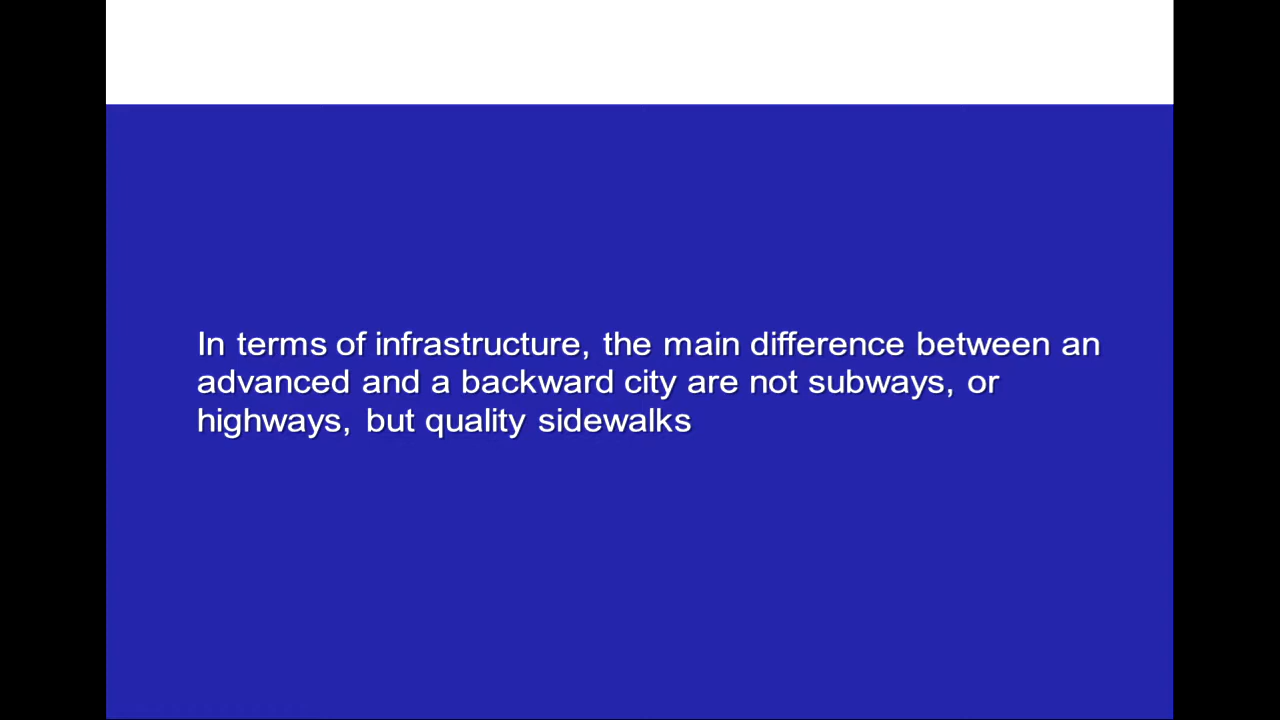 In terms of infrastructure, the main difference between an
advanced and a backward city are not subways, or
highways, but quality sidewalks